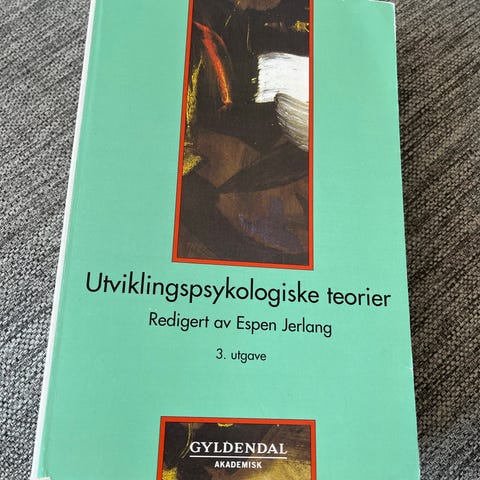 Utviklingspsykologiske teorier
Redigert av Espen Jerlang
3. utgave
GYLDENDAL
AKADEMISK